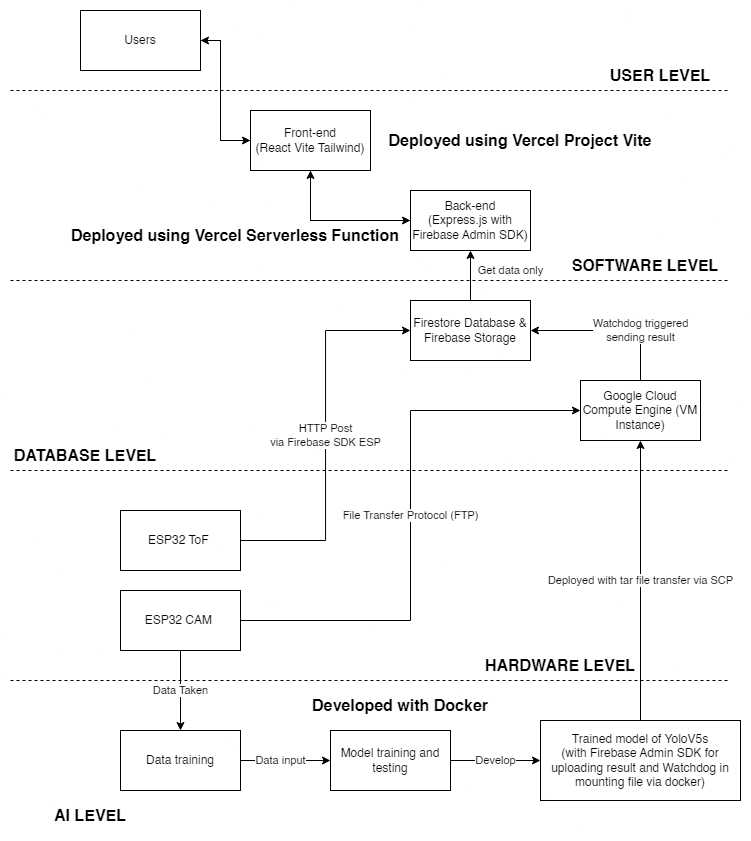 Users
USER LEVEL
Front-end
(React Vite Tailwind)
Deployed using Vercel Project Vite
Back-end
(Express.js with
Firebase Admin SDK)
Deployed using Vercel Serverless Function
Get data only
SOFTWARE LEVEL
Firestore Database &
Firebase Storage
Watchdog triggered
sending result
Google Cloud
Compute Engine (VM
Instance)
HTTP Post
via Firebase SDK ESP
DATABASE LEVEL
File Transfer Protocol (FTP)
ESP32 ToF
Deployed with tar file transfer via SCP
ESP32 CAM
HARDWARE LEVEL
Data Taken
Developed with Docker
Data training
Data input
Model training and
testing
Develop
Trained model of YoloV5s
(with Firebase Admin SDK for
uploading result and Watchdog in
mounting file via docker)
AI LEVEL